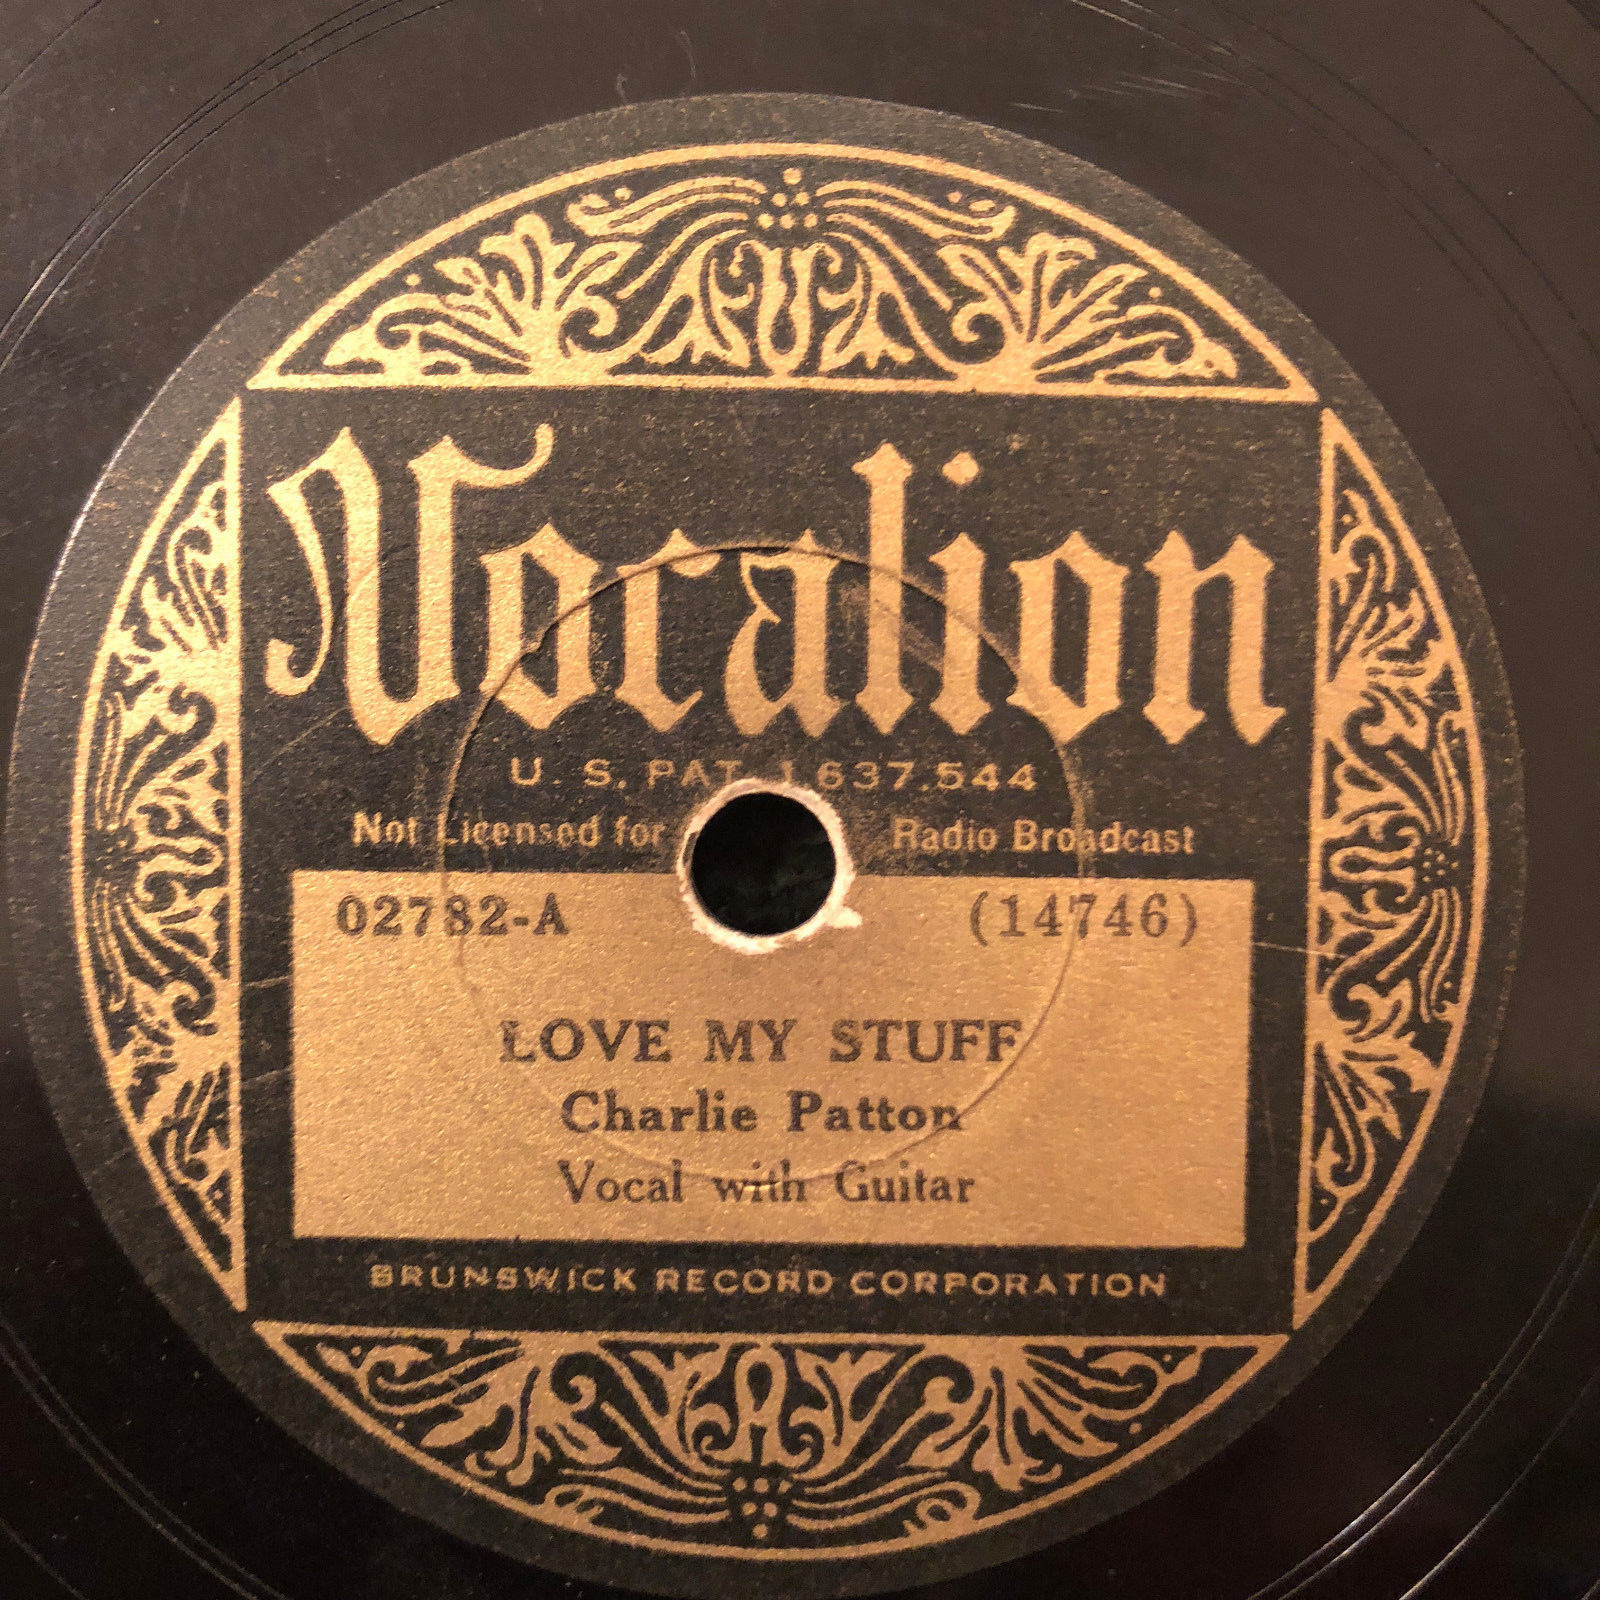 Vocalion
U. S. PAT. 1,637,544
Not Licensed for Radio Broadcast
02782-A (14746)
LOVE MY STUFF
Charlie Patton
Vocal with Guitar
BRUNSWICK RECORD CORPORATION